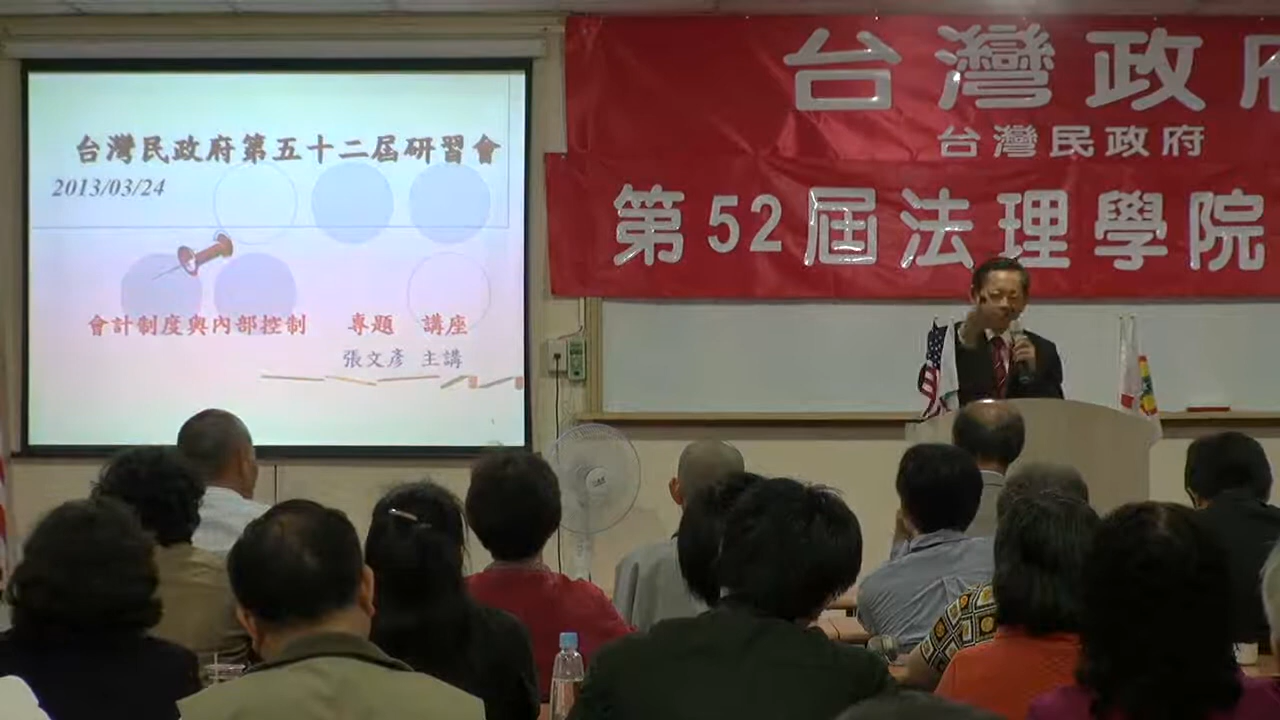 台灣民政府第五十二屆研習會
2013/03/24
會計制度與內部控制 專題 講座
張文彥 主講
台灣政府
台灣民政府
第52屆法理學院